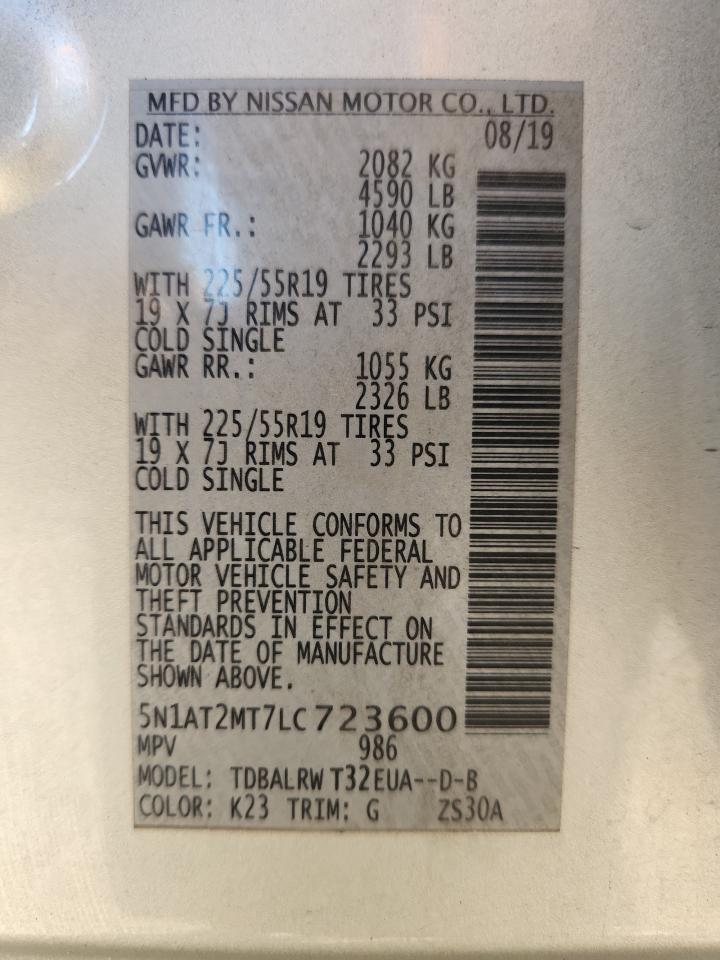 MFD BY NISSAN MOTOR CO., LTD.
DATE: 08/19
GVWR: 2082 KG
4590 LB
GAWR FR.: 1040 KG
2293 LB
WITH 225/55R19 TIRES
19 X 7J RIMS AT 33 PSI
COLD SINGLE
GAWR RR.: 1055 KG
2326 LB
WITH 225/55R19 TIRES
19 X 7J RIMS AT 33 PSI
COLD SINGLE
THIS VEHICLE CONFORMS TO
ALL APPLICABLE FEDERAL
MOTOR VEHICLE SAFETY AND
THEFT PREVENTION
STANDARDS IN EFFECT ON
THE DATE OF MANUFACTURE
SHOWN ABOVE.
5N1AT2MT7LC723600
MPV 986
MODEL: TDBALRWT32EUA--D-B
COLOR: K23 TRIM: G ZS30A